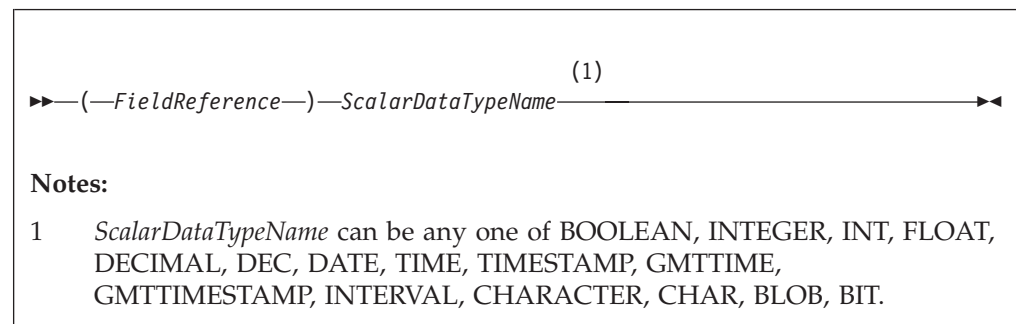 (1)
►►—(—FieldReference—)—ScalarDataTypeName—►◄
Notes:
1 ScalarDataTypeName can be any one of BOOLEAN, INTEGER, INT, FLOAT,
DECIMAL, DEC, DATE, TIME, TIMESTAMP, GMTTIME,
GMTTIMESTAMP, INTERVAL, CHARACTER, CHAR, BLOB, BIT.